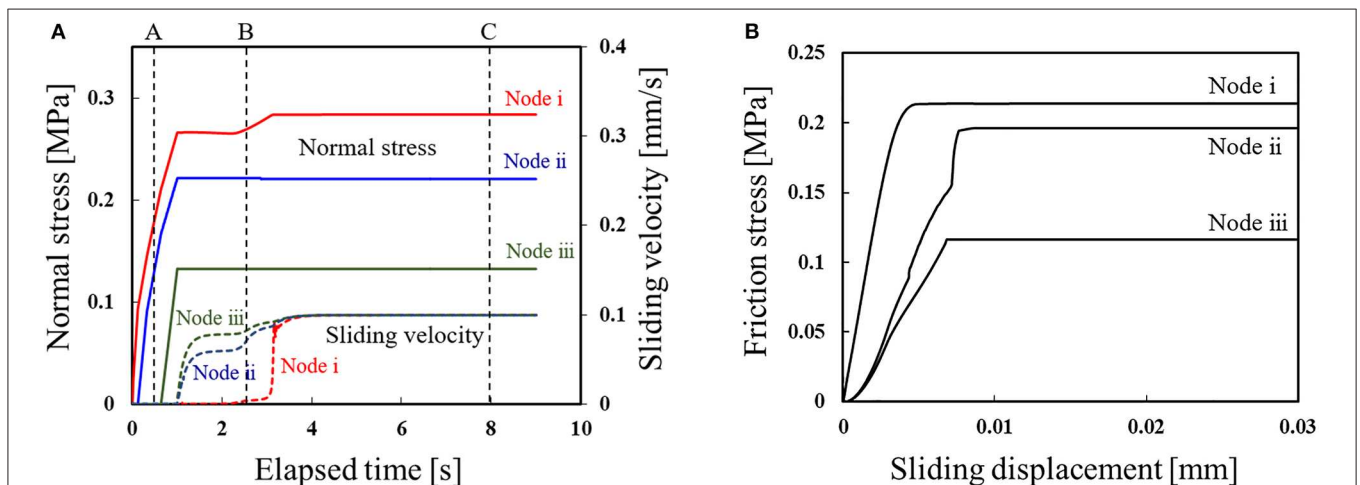 A
A
B
C
0.3
0.2
0.1
0
Normal stress [MPa]
0.4
0.3
0.2
0.1
0
Sliding velocity [mm/s]
Node i
Normal stress
Node ii
Node iii
Node iii
Sliding velocity
Node ii
Node i
0 2 4 6 8 10
Elapsed time [s]
B
0.25
0.2
0.15
0.1
0.05
0
Friction stress [MPa]
Node i
Node ii
Node iii
0 0.01 0.02 0.03
Sliding displacement [mm]